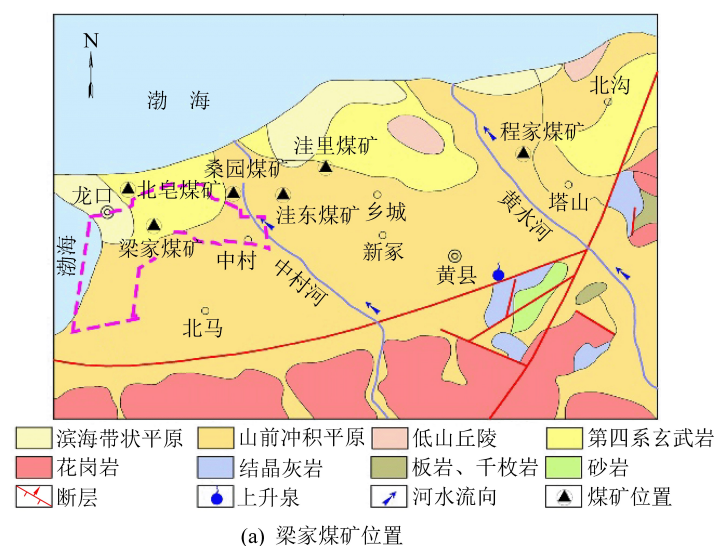 N
渤 海
北沟
程家煤矿
洼里煤矿
桑园煤矿
龙口
北皂煤矿
塔山
乡城
洼东煤矿
黄水河
渤海
梁家煤矿
中村
新冢
黄县
中村河
北马
滨海带状平原
山前冲积平原
低山丘陵
第四系玄武岩
花岗岩
结晶灰岩
板岩、千枚岩
砂岩
断层
上升泉
河水流向
煤矿位置
(a) 梁家煤矿位置